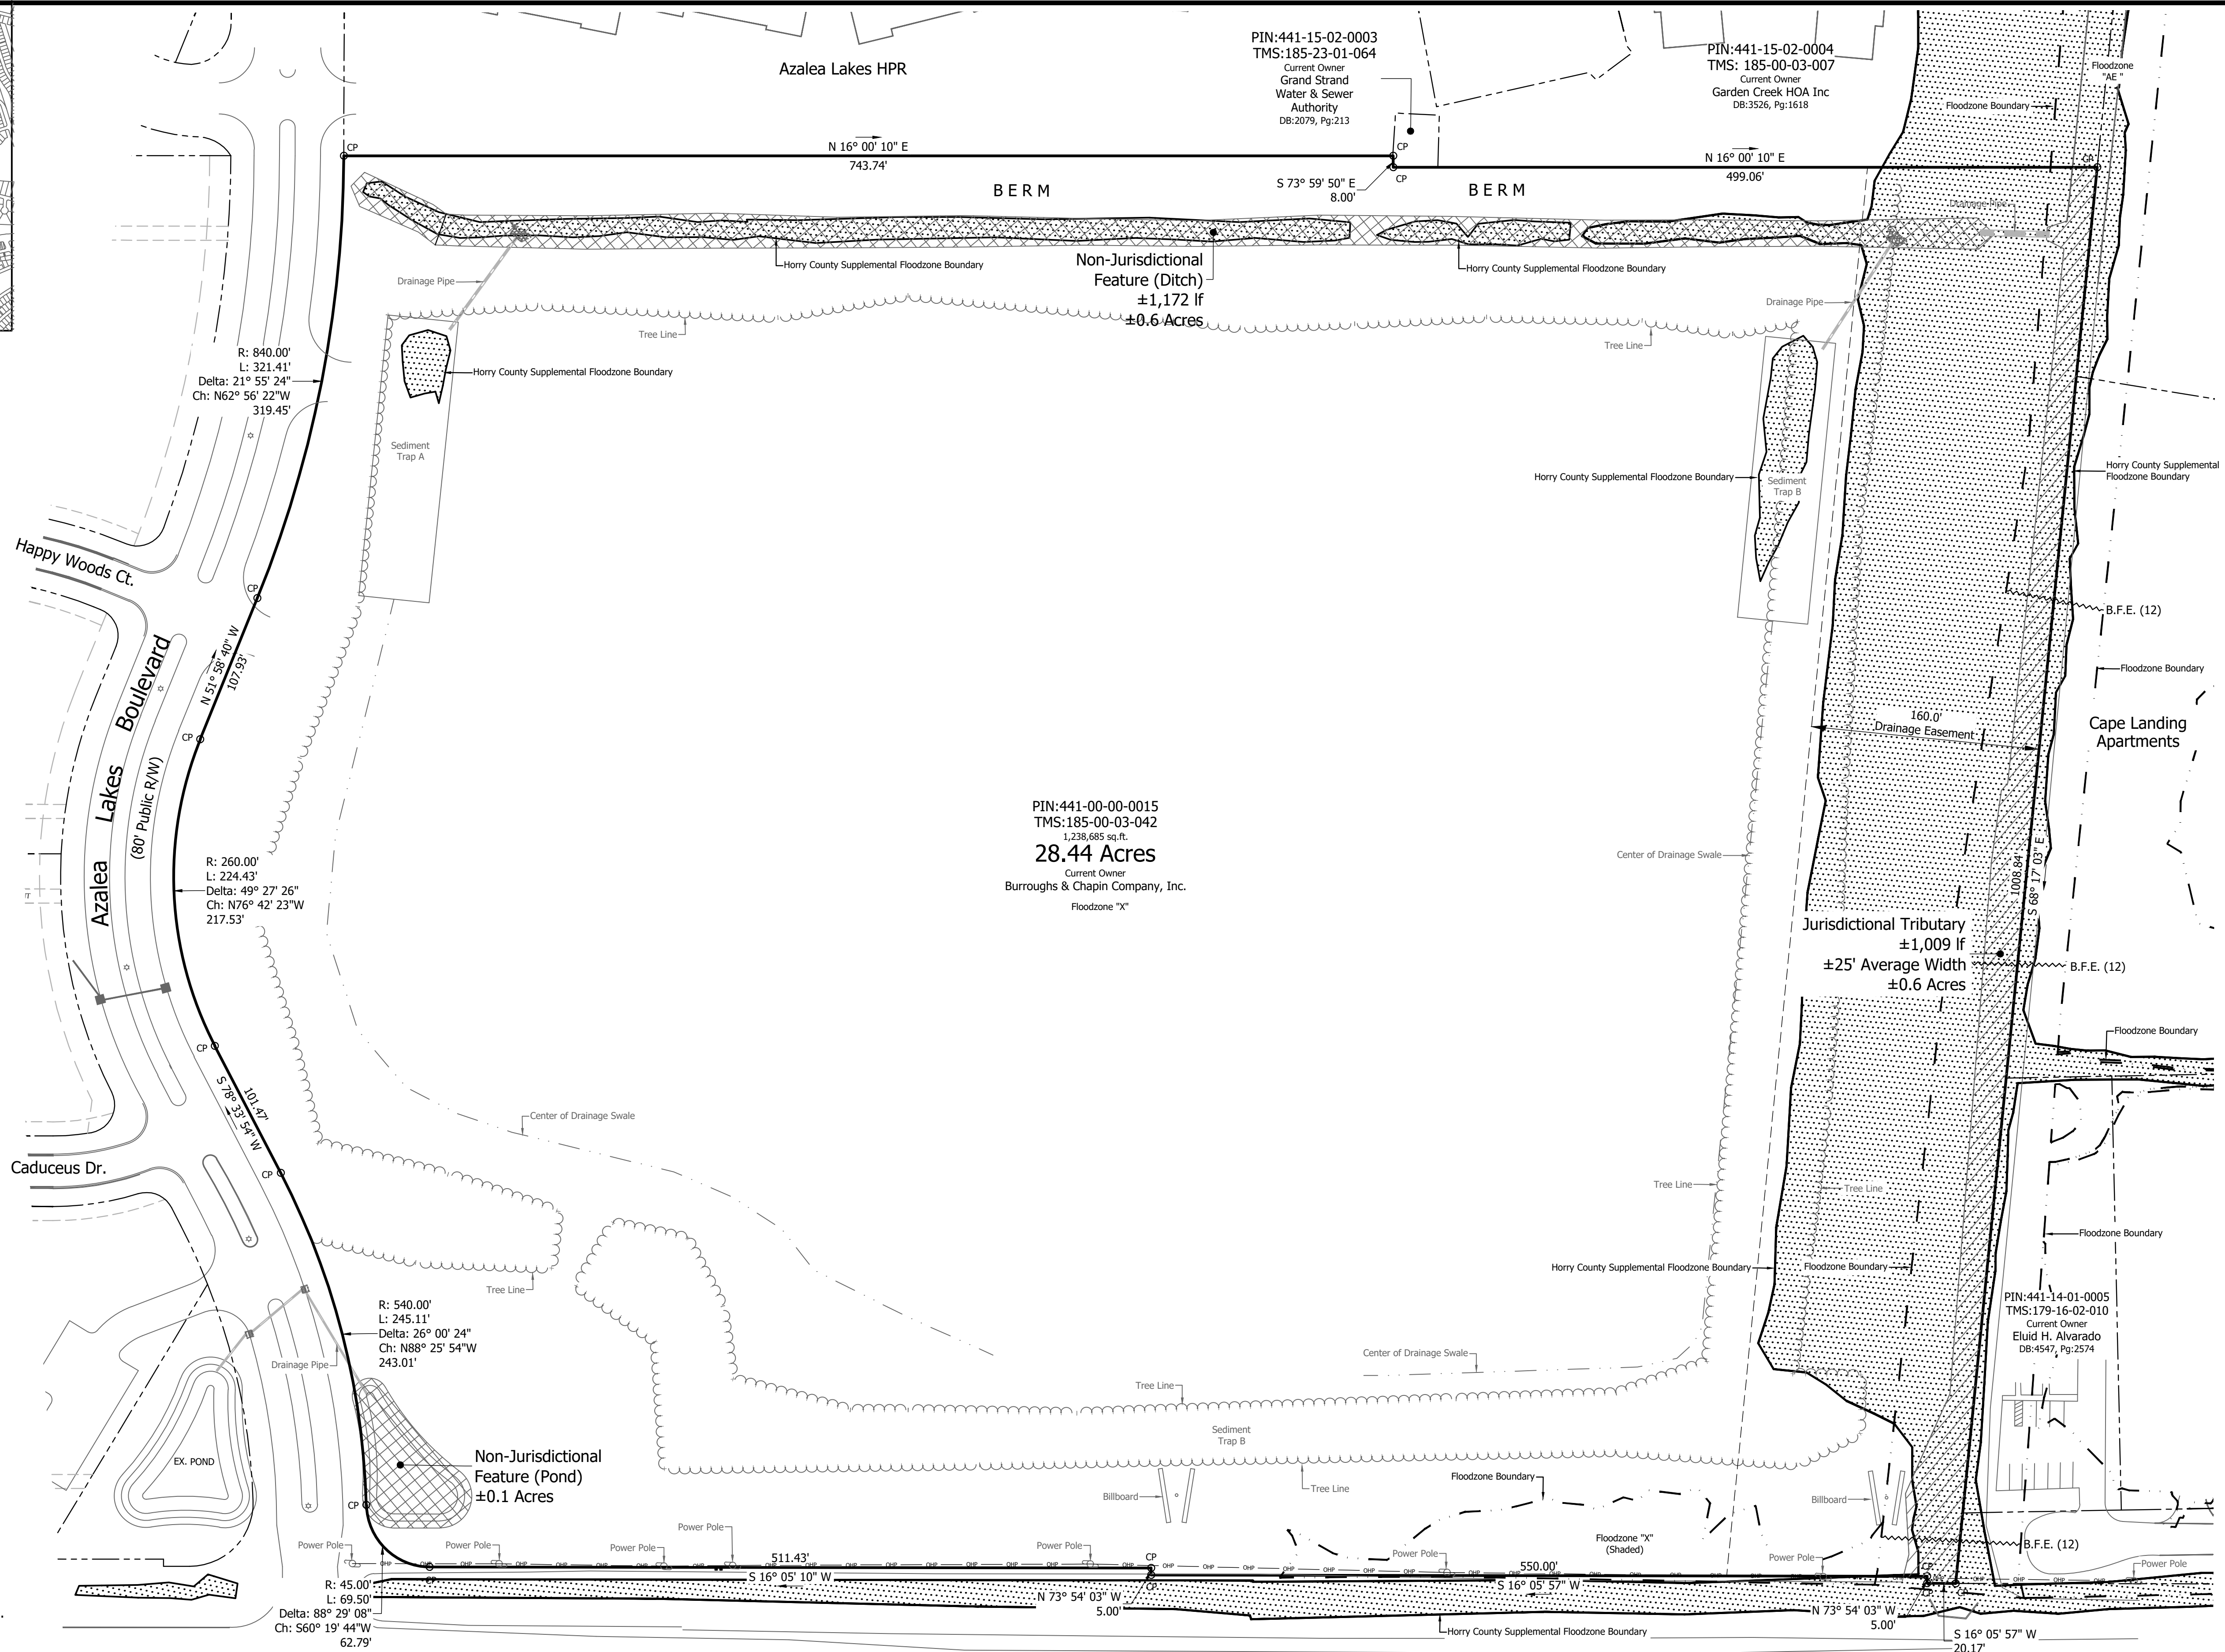 Azalea Lakes HPR
PIN:441-15-02-0003
TMS:185-23-01-064
Current Owner
Grand Strand
Water & Sewer
Authority
DB:2079, Pg:213
PIN:441-15-02-0004
TMS: 185-00-03-007
Current Owner
Garden Creek HOA Inc
DB:3526, Pg:1618
Floodzone
"AE "
Floodzone Boundary
CP
N 16° 00' 10" E
743.74'
CP
CP
S 73° 59' 50" E
8.00'
N 16° 00' 10" E
499.06'
CP
BERM
BERM
Drainage Pipe
Horry County Supplemental Floodzone Boundary
Non-Jurisdictional
Feature (Ditch)
±1,172 lf
±0.6 Acres
Horry County Supplemental Floodzone Boundary
Drainage Pipe
Drainage Pipe
Tree Line
Tree Line
R: 840.00'
L: 321.41'
Delta: 21° 55' 24"
Ch: N62° 56' 22"W
319.45'
Horry County Supplemental Floodzone Boundary
Sediment
Trap A
Horry County Supplemental Floodzone Boundary
Sediment
Trap B
Horry County Supplemental
Floodzone Boundary
Happy Woods Ct.
CP
B.F.E. (12)
N 51° 58' 40" W
107.93'
Floodzone Boundary
CP
160.0'
Drainage Easement
Cape Landing
Apartments
Azalea Lakes Boulevard
(80' Public R/W)
PIN:441-00-00-0015
TMS:185-00-03-042
1,238,685 sq.ft.
28.44 Acres
Current Owner
Burroughs & Chapin Company, Inc.
Floodzone "X"
Center of Drainage Swale
R: 260.00'
L: 224.43'
Delta: 49° 27' 26"
Ch: N76° 42' 23"W
217.53'
1008.84'
S 68° 17' 03" E
Jurisdictional Tributary
±1,009 lf
±25' Average Width
±0.6 Acres
B.F.E. (12)
Floodzone Boundary
CP
101.47'
S 78° 33' 54" W
Center of Drainage Swale
Caduceus Dr.
CP
Tree Line
Tree Line
Floodzone Boundary
Horry County Supplemental Floodzone Boundary
Floodzone Boundary
Tree Line
PIN:441-14-01-0005
TMS:179-16-02-010
Current Owner
Eluid H. Alvarado
DB:4547, Pg:2574
R: 540.00'
L: 245.11'
Delta: 26° 00' 24"
Ch: N88° 25' 54"W
243.01'
Drainage Pipe
Center of Drainage Swale
Tree Line
Sediment
Trap B
EX. POND
Non-Jurisdictional
Feature (Pond)
±0.1 Acres
CP
Billboard
Tree Line
Floodzone Boundary
Billboard
Floodzone "X"
(Shaded)
B.F.E. (12)
Power Pole
Power Pole
Power Pole
Power Pole
Power Pole
Power Pole
Power Pole
Power Pole
OHP OHP OHP OHP OHP OHP OHP OHP OHP OHP OHP OHP
511.43'
S 16° 05' 10" W
CP
CP
CP
550.00'
S 16° 05' 57" W
CP
CP
CP
R: 45.00'
L: 69.50'
Delta: 88° 29' 08"
Ch: S60° 19' 44"W
62.79'
N 73° 54' 03" W
5.00'
N 73° 54' 03" W
5.00'
Horry County Supplemental Floodzone Boundary
S 16° 05' 57" W
20.17'